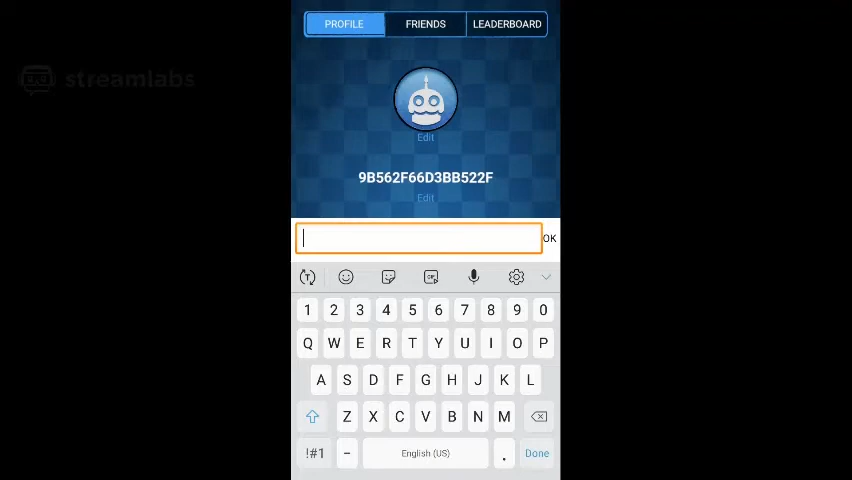 PROFILE FRIENDS LEADERBOARD
streamlabs
Edit
9B562F66D3BB522F
Edit
OK
T GIF
1 2 3 4 5 6 7 8 9 0
Q W E R T Y U I O P
A S D F G H J K L
Z X C V B N M
!#1 - English (US) . Done